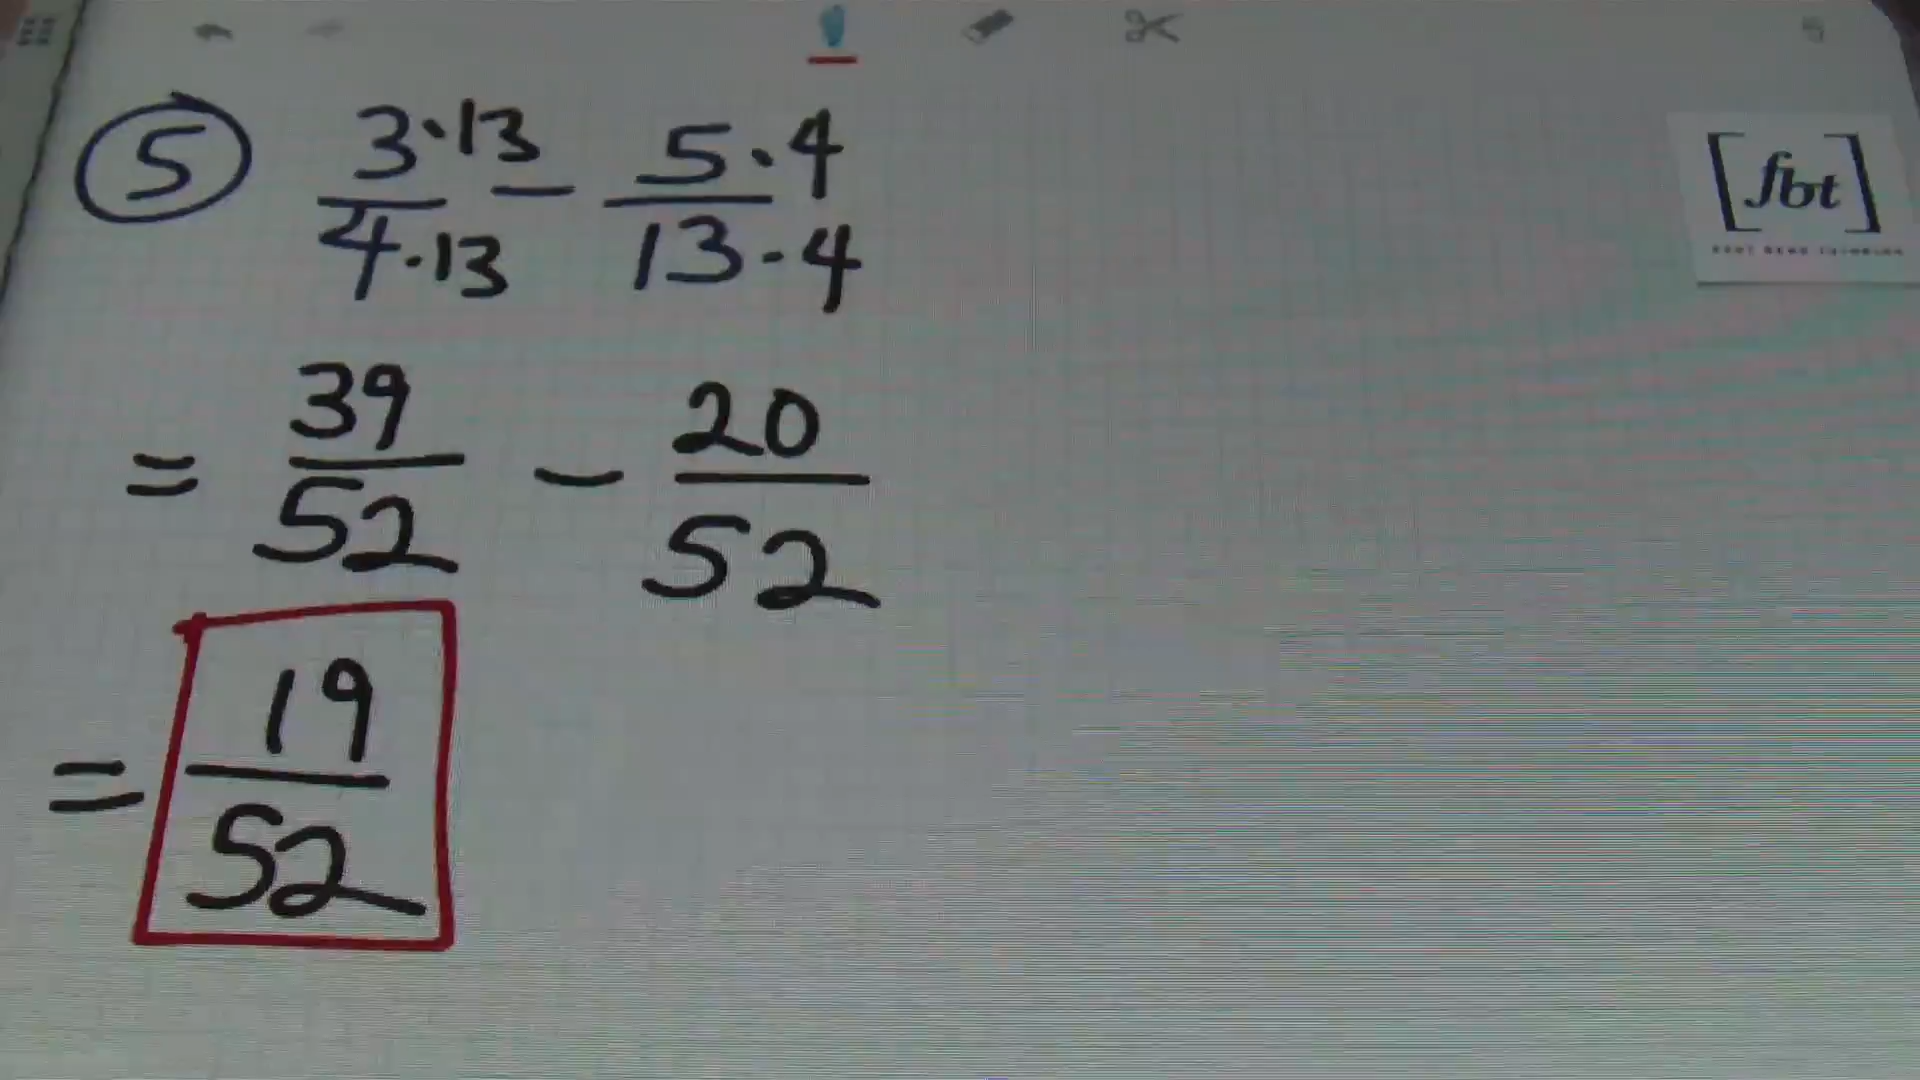 5 3·13/4·13 − 5·4/13·4
= 39/52 − 20/52
= 19/52
[fbt]